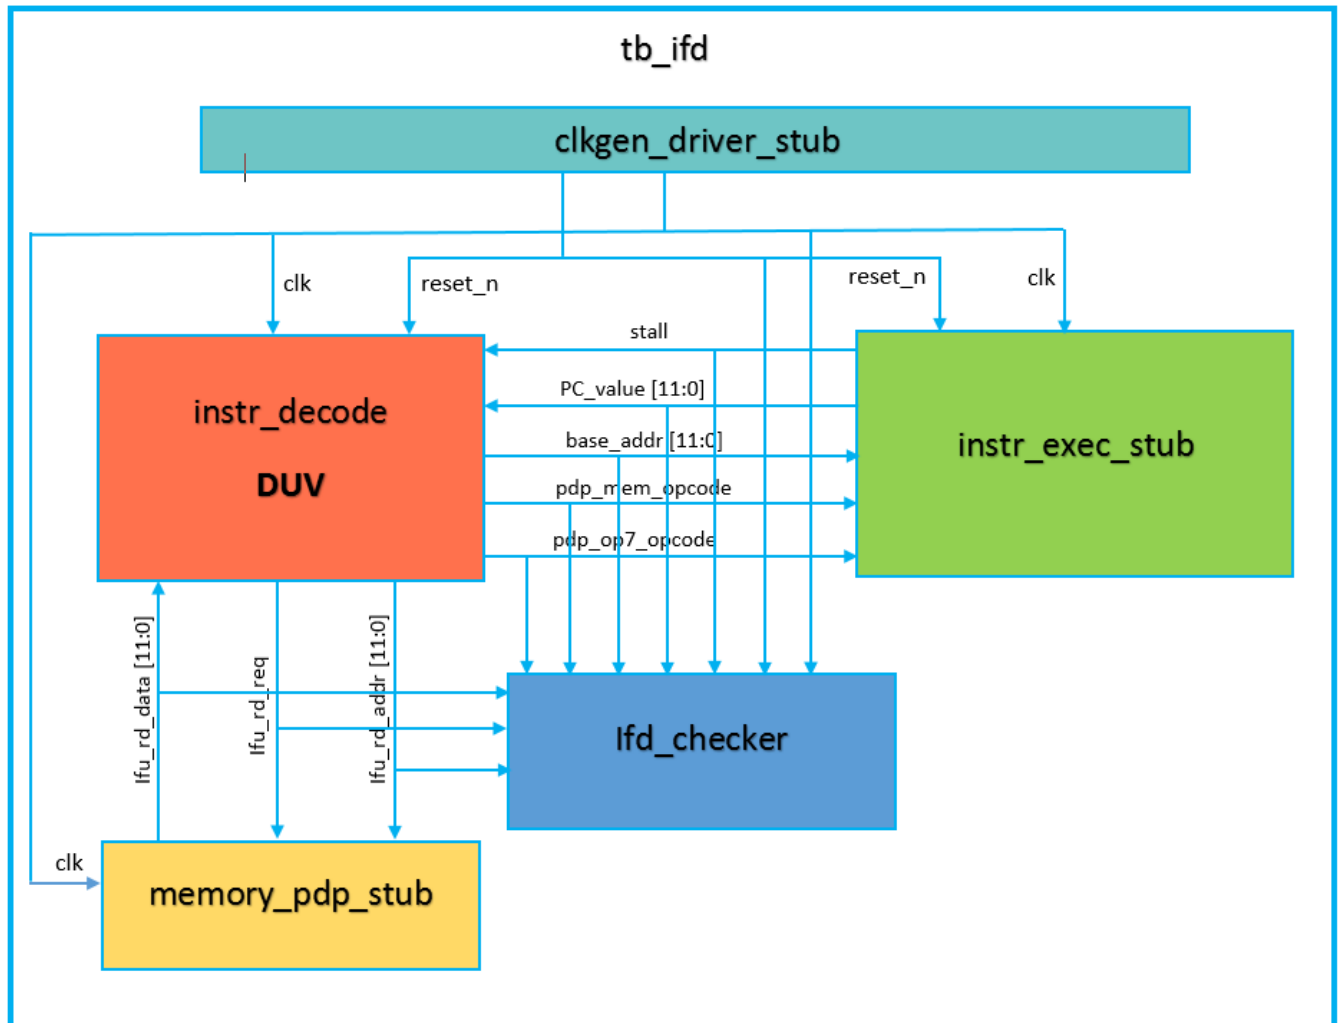 tb_ifd
clkgen_driver_stub
clk
reset_n
reset_n
clk
stall
PC_value [11:0]
base_addr [11:0]
pdp_mem_opcode
pdp_op7_opcode
instr_decode
DUV
instr_exec_stub
Ifu_rd_data [11:0]
Ifu_rd_req
Ifu_rd_addr [11:0]
Ifd_checker
clk
memory_pdp_stub